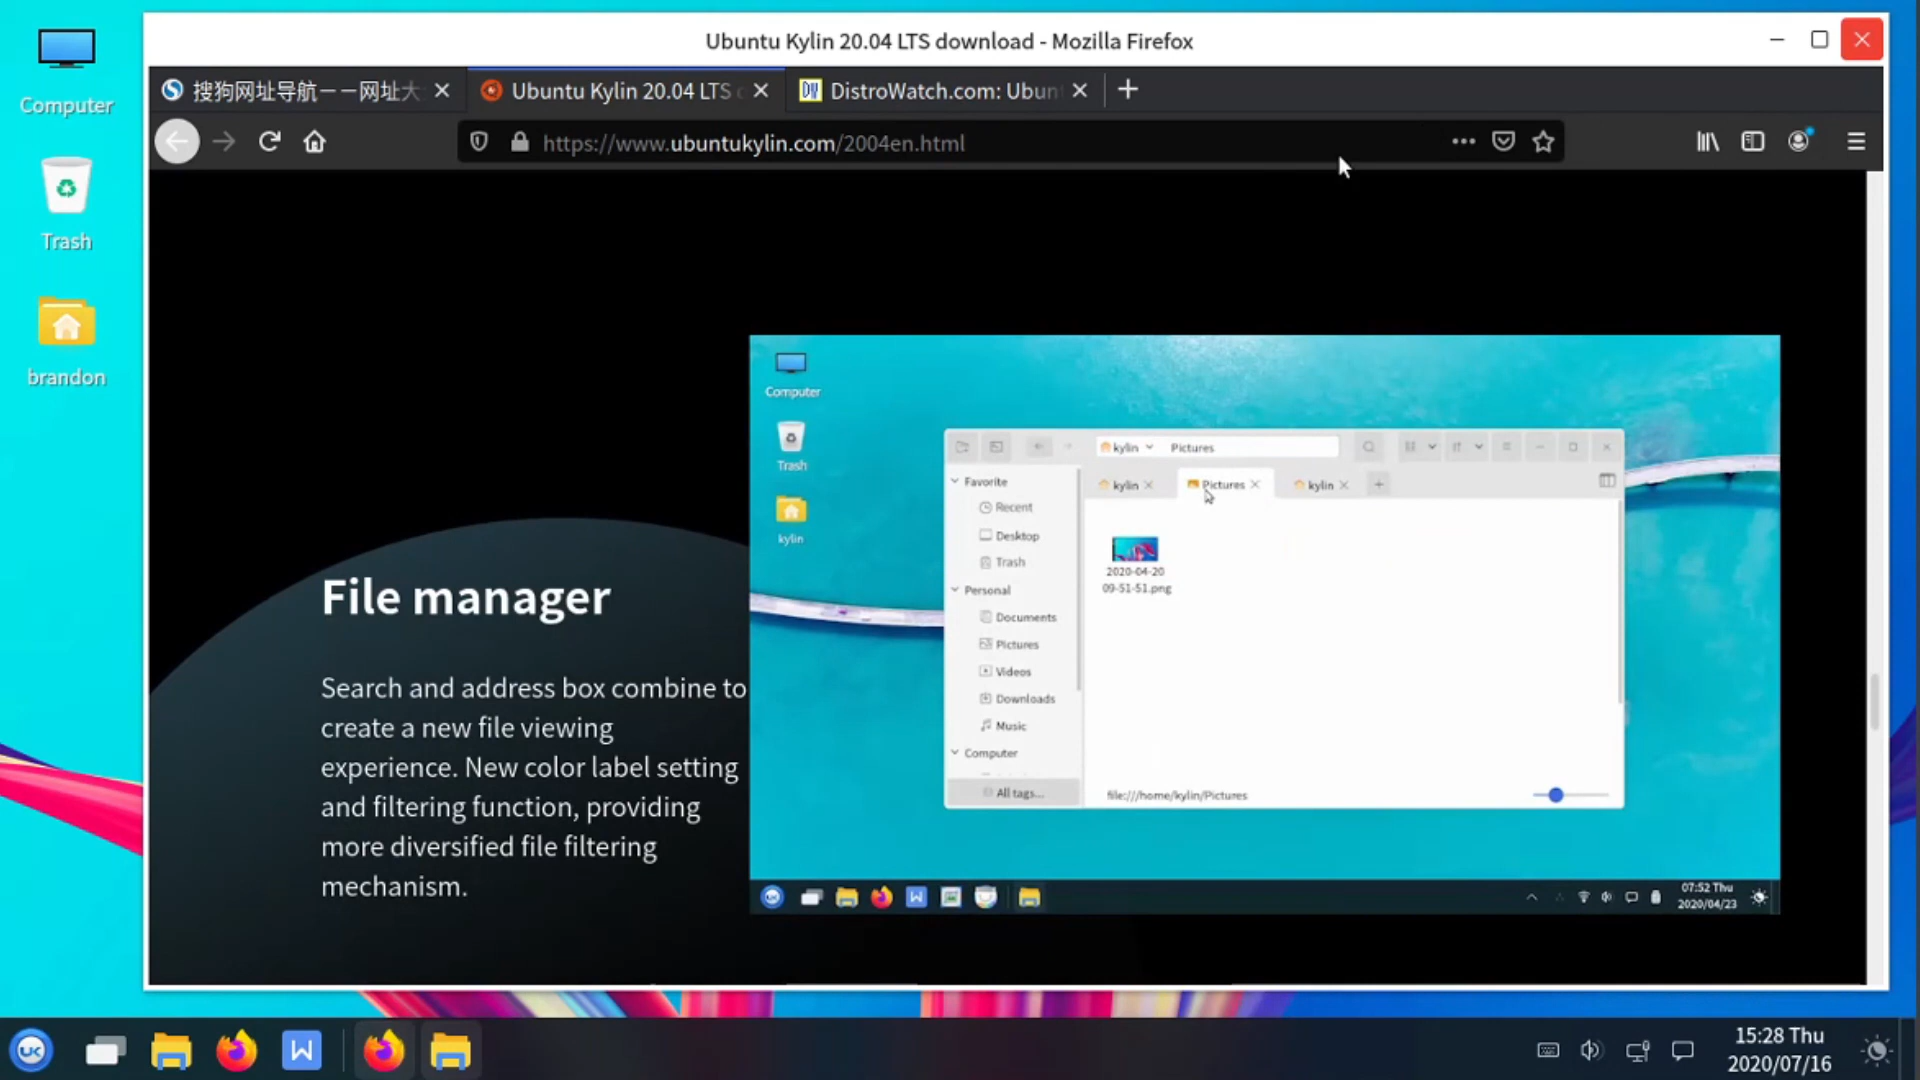 Computer
Trash
brandon
Ubuntu Kylin 20.04 LTS download - Mozilla Firefox
搜狗网址导航——网址大
Ubuntu Kylin 20.04 LTS
DistroWatch.com: Ubun
https://www.ubuntukylin.com/2004en.html
File manager
Search and address box combine to
create a new file viewing
experience. New color label setting
and filtering function, providing
more diversified file filtering
mechanism.
Computer
Trash
kylin
kylin
Pictures
kylin
Pictures
kylin
Favorite
Recent
Desktop
Trash
Personal
Documents
Pictures
Videos
Downloads
Music
Computer
All tags...
2020-04-20
09-51-51.png
file:///home/kylin/Pictures
07:52 Thu
2020/04/23
UK
W
15:28 Thu
2020/07/16